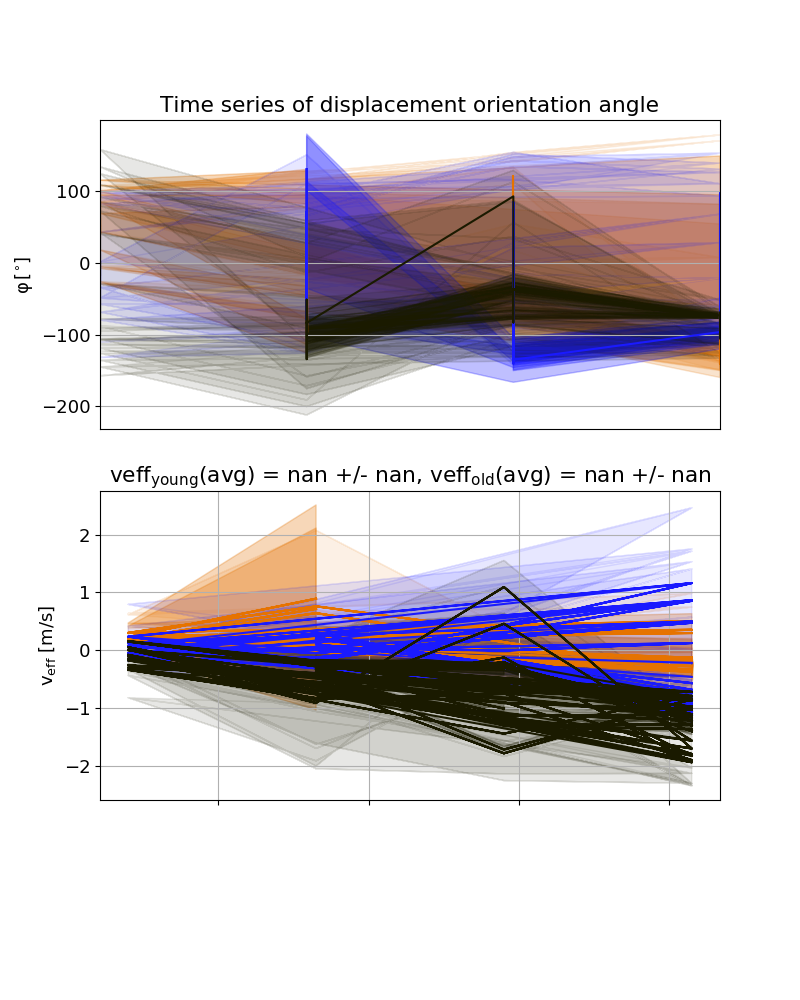 Time series of displacement orientation angle
φ [°]
100
0
−100
−200
veff_young(avg) = nan +/- nan, veff_old(avg) = nan +/- nan
v_eff [m/s]
2
1
0
−1
−2